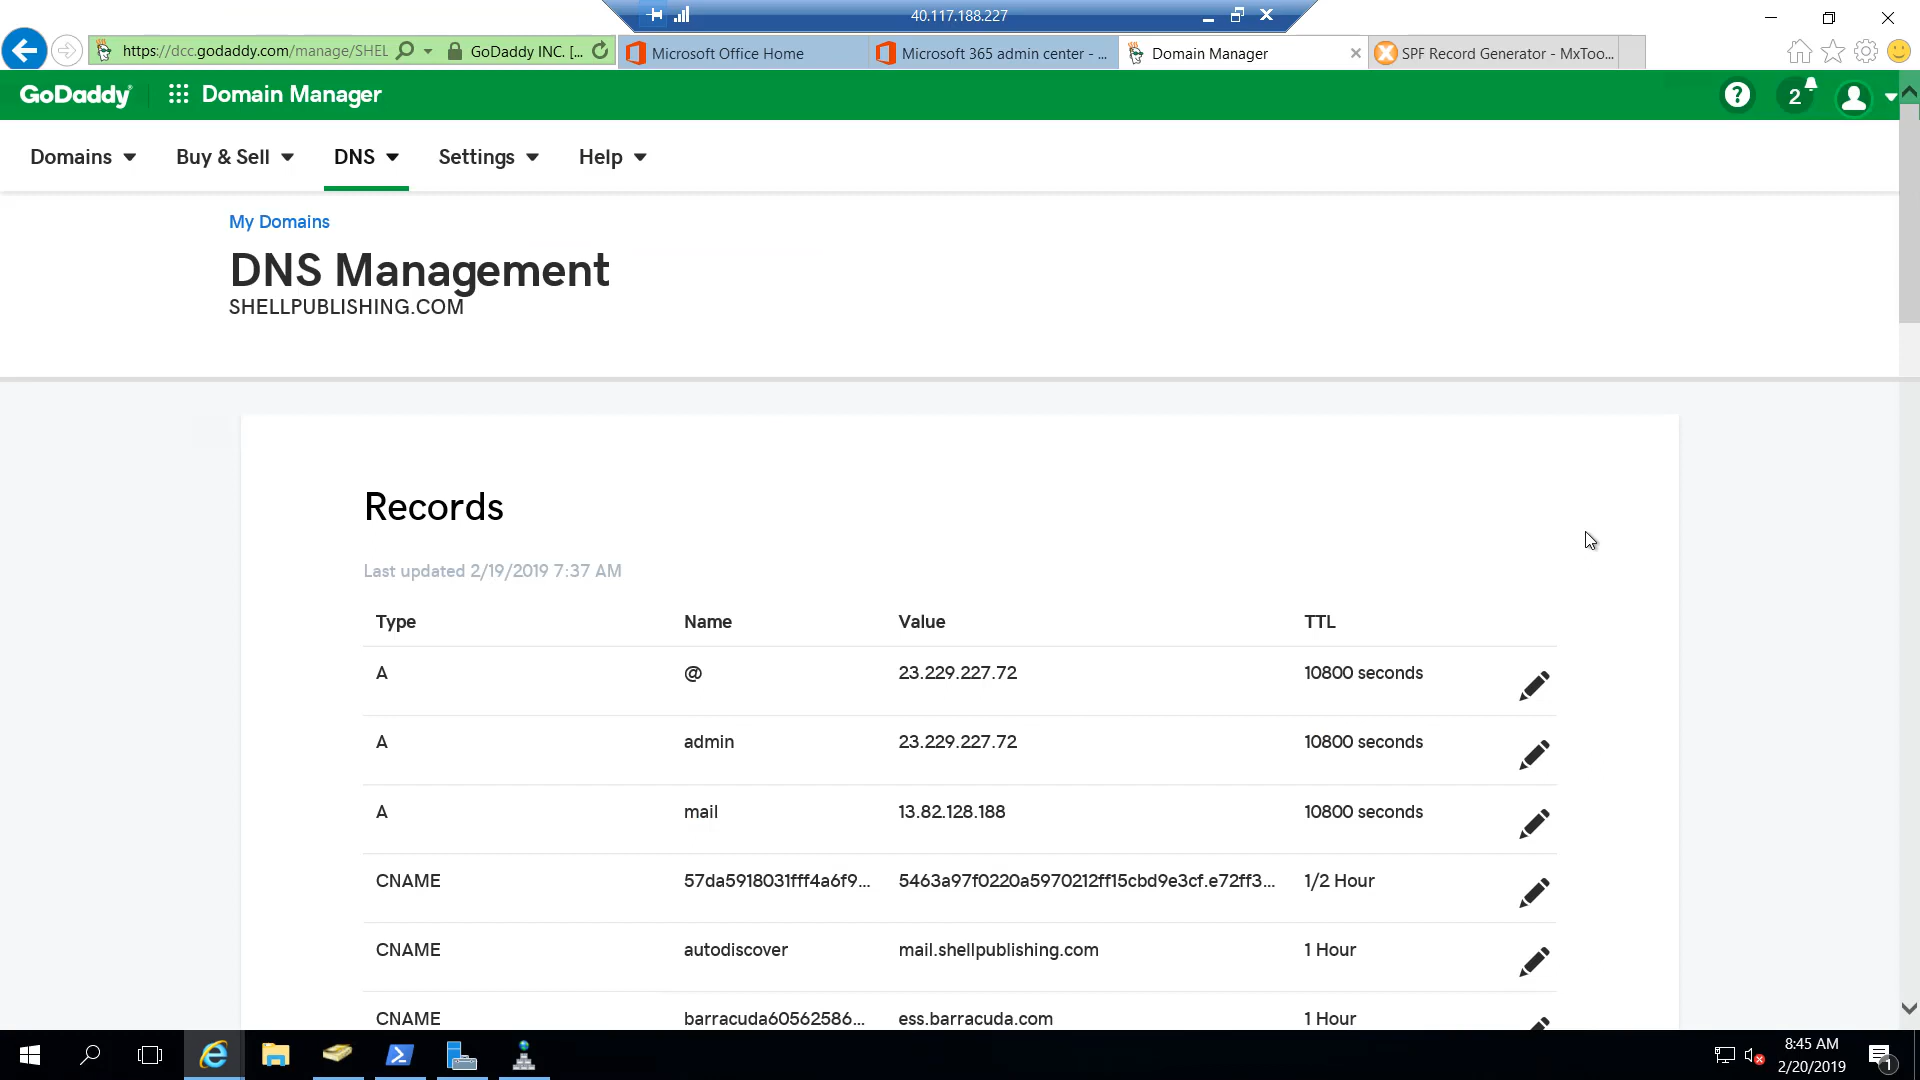 40.117.188.227
https://dcc.godaddy.com/manage/SHEL
GoDaddy INC. [...
Microsoft Office Home
Microsoft 365 admin center - ...
Domain Manager
SPF Record Generator - MxToo...
GoDaddy
Domain Manager
?
2
Domains
Buy & Sell
DNS
Settings
Help
My Domains
DNS Management
SHELLPUBLISHING.COM
Records
Last updated 2/19/2019 7:37 AM
Type Name Value TTL
A @ 23.229.227.72 10800 seconds
A admin 23.229.227.72 10800 seconds
A mail 13.82.128.188 10800 seconds
CNAME 57da5918031fff4a6f9... 5463a97f0220a5970212ff15cbd9e3cf.e72ff3... 1/2 Hour
CNAME autodiscover mail.shellpublishing.com 1 Hour
CNAME barracuda60562586... ess.barracuda.com 1 Hour
8:45 AM
2/20/2019
1